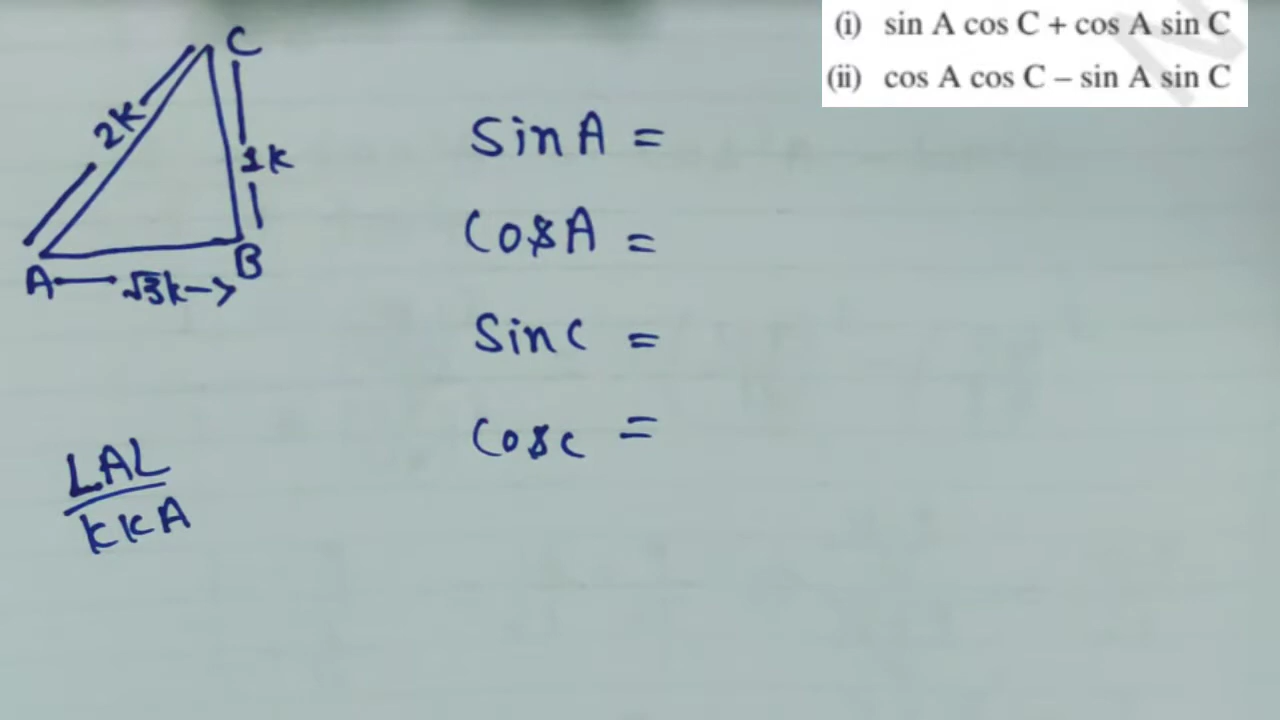 (i) sin A cos C + cos A sin C
(ii) cos A cos C – sin A sin C
C
2k
1k
A
√3k
B
Sin A =
Cos A =
Sin C =
Cos C =
LAL
KKA